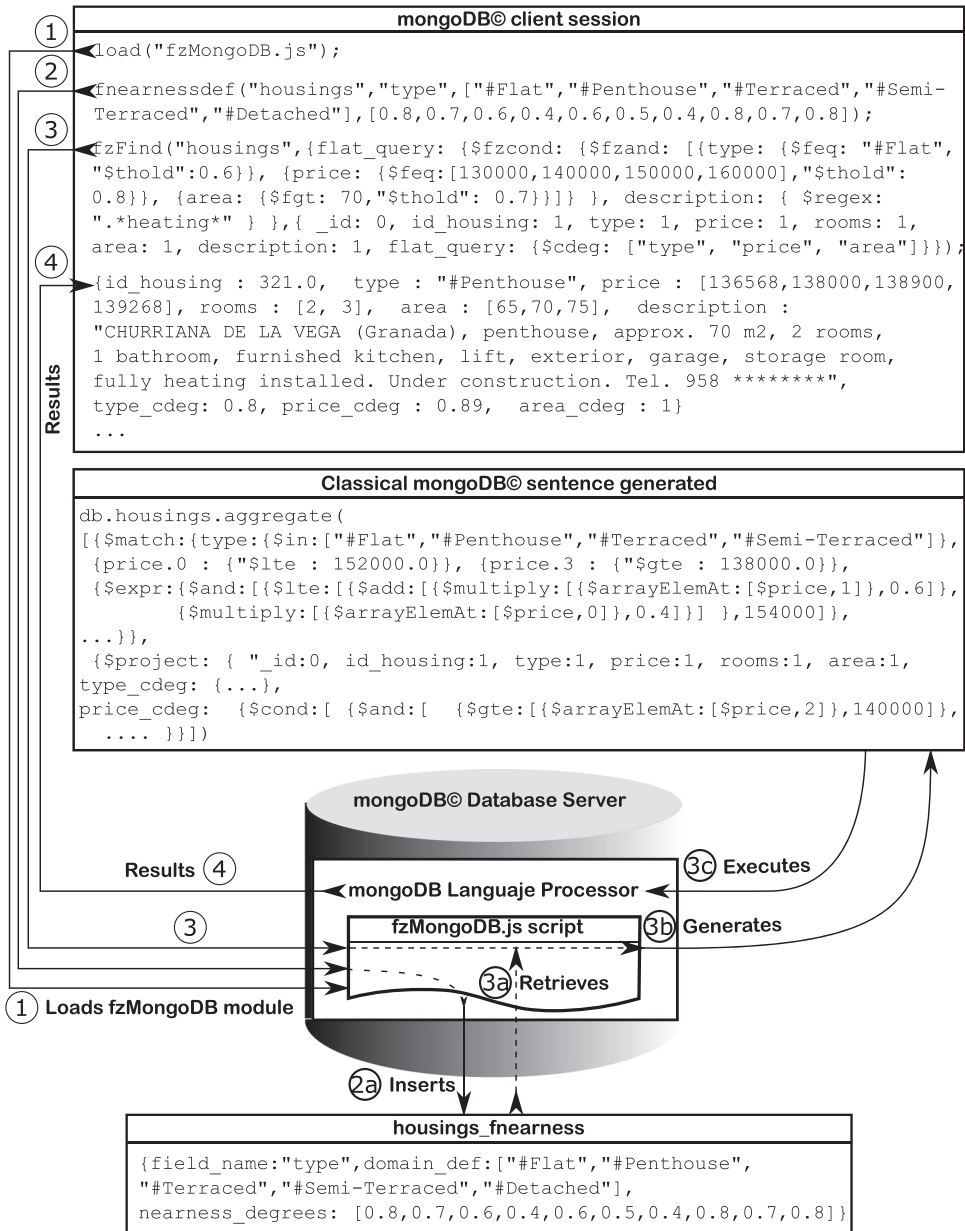 mongoDB© client session
1
load("fzMongoDB.js");
2
fnearnessdef("housings","type",["#Flat","#Penthouse","#Terraced","#Semi-
Terraced","#Detached"],[0.8,0.7,0.6,0.4,0.6,0.5,0.4,0.8,0.7,0.8]);
3
fzFind("housings",{flat_query: {$fzcond: {$fzand: [{type: {$feq: "#Flat",
"$thold":0.6}}, {price: {$feq:[130000,140000,150000,160000],"$thold":
0.8}}, {area: {$fgt: 70,"$thold": 0.7}}]} }, description: { $regex:
".*heating*" } },{ _id: 0, id_housing: 1, type: 1, price: 1, rooms: 1,
area: 1, description: 1, flat_query: {$cdeg: ["type", "price", "area"]}});
4
{id_housing : 321.0, type : "#Penthouse", price : [136568,138000,138900,
139268], rooms : [2, 3], area : [65,70,75], description :
"CHURRIANA DE LA VEGA (Granada), penthouse, approx. 70 m2, 2 rooms,
1 bathroom, furnished kitchen, lift, exterior, garage, storage room,
fully heating installed. Under construction. Tel. 958 ********",
type_cdeg: 0.8, price_cdeg : 0.89, area_cdeg : 1}
...
Results
Classical mongoDB© sentence generated
db.housings.aggregate(
[{$match:{type:{$in:["#Flat","#Penthouse","#Terraced","#Semi-Terraced"]},
{price.0 : {"$lte : 152000.0}}, {price.3 : {"$gte : 138000.0}},
{$expr:{$and:[{$lte:[{$add:[{$multiply:[{$arrayElemAt:[$price,1]},0.6]},
{$multiply:[{$arrayElemAt:[$price,0]},0.4]}] },154000]},
...}},
{$project: { "_id:0, id_housing:1, type:1, price:1, rooms:1, area:1,
type_cdeg: {...},
price_cdeg: {$cond:[ {$and:[ {$gte:[{$arrayElemAt:[$price,2]},140000]},
.... }}])
mongoDB© Database Server
Results 4
3c Executes
mongoDB Languaje Processor
3
fzMongoDB.js script
3b Generates
3a Retrieves
1 Loads fzMongoDB module
2a Inserts
housings_fnearness
{field_name:"type",domain_def:["#Flat","#Penthouse",
"#Terraced","#Semi-Terraced","#Detached"],
nearness_degrees: [0.8,0.7,0.6,0.4,0.6,0.5,0.4,0.8,0.7,0.8]}